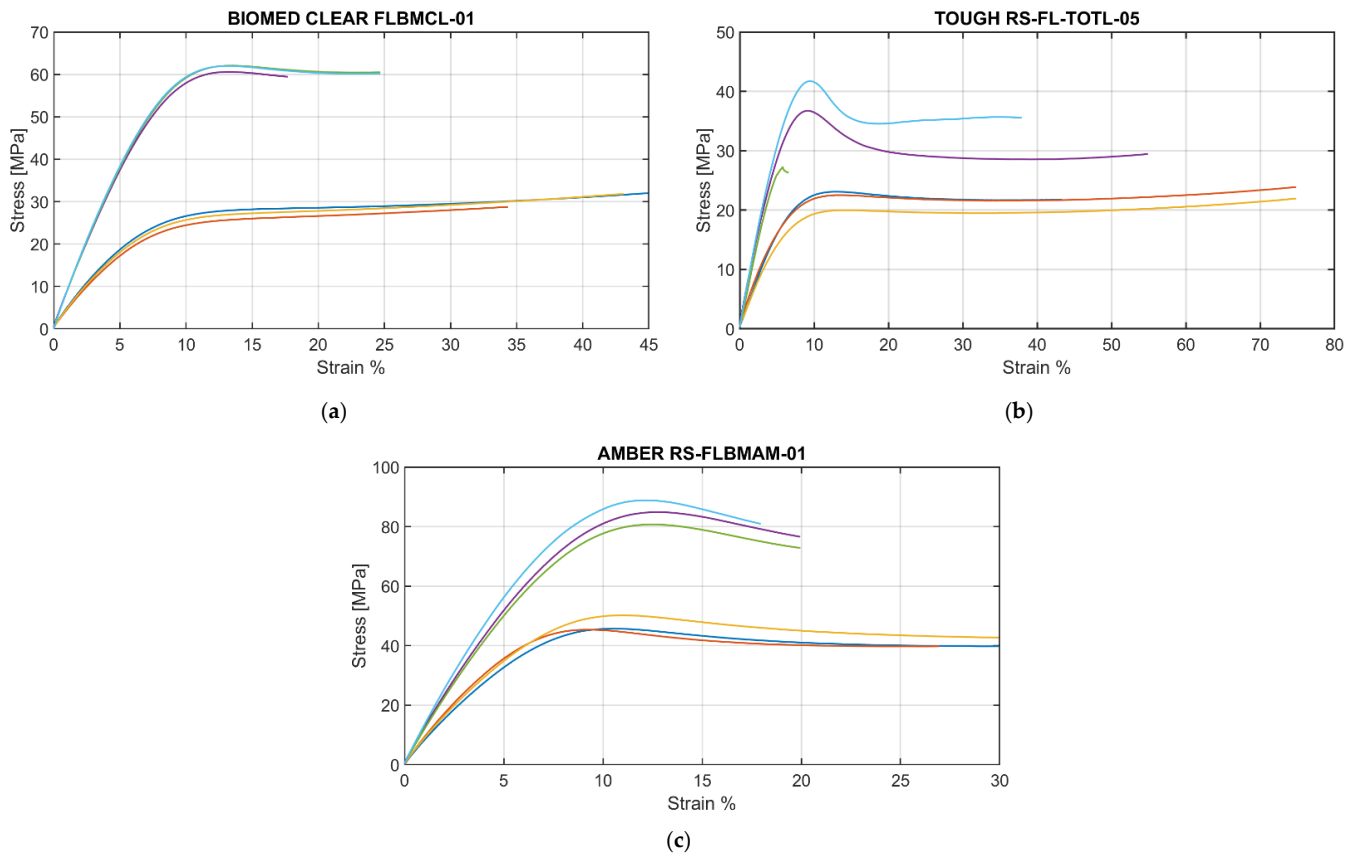 BIOMED CLEAR FLBMCL-01
70
60
50
40
30
20
10
0
Stress [MPa]
0 5 10 15 20 25 30 35 40 45
Strain %
(a)
TOUGH RS-FL-TOTL-05
50
40
30
20
10
0
Stress [MPa]
0 10 20 30 40 50 60 70 80
Strain %
(b)
AMBER RS-FLBMAM-01
100
80
60
40
20
0
Stress [MPa]
0 5 10 15 20 25 30
Strain %
(c)